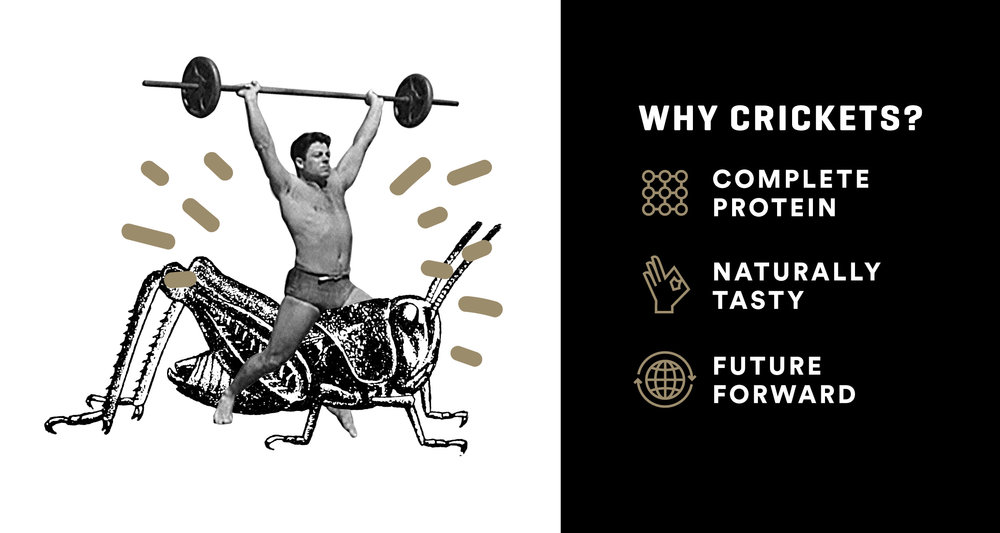 WHY CRICKETS?
COMPLETE
PROTEIN
NATURALLY
TASTY
FUTURE
FORWARD